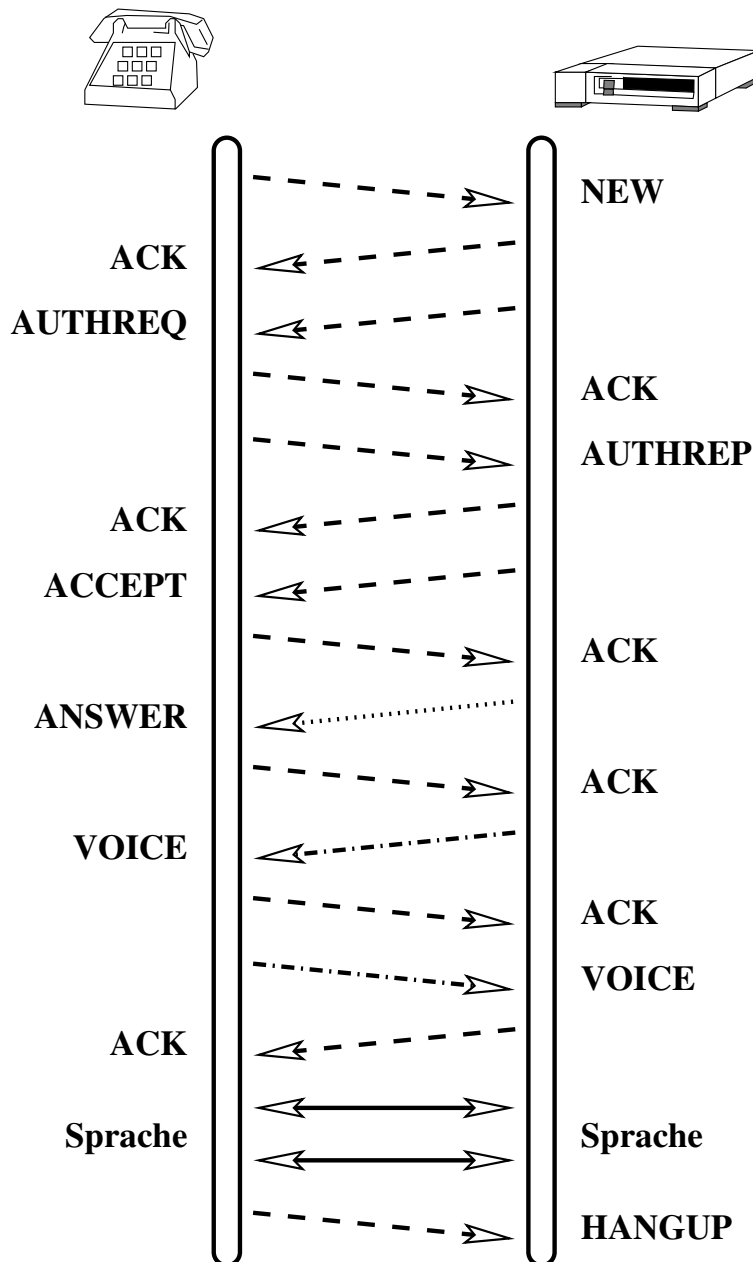 NEW
ACK
AUTHREQ
ACK
AUTHREP
ACK
ACCEPT
ACK
ANSWER
ACK
VOICE
ACK
VOICE
ACK
Sprache
Sprache
HANGUP